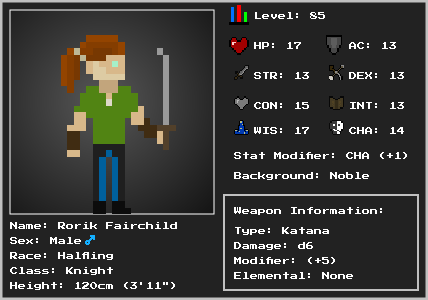 Level: 85
HP: 17
AC: 13
STR: 13
DEX: 13
CON: 15
INT: 13
WIS: 17
CHA: 14
Stat Modifier: CHA (+1)
Background: Noble
Name: Rorik Fairchild
Sex: Male
Race: Halfling
Class: Knight
Height: 120cm (3'11")
Weapon Information:
Type: Katana
Damage: d6
Modifier: (+5)
Elemental: None